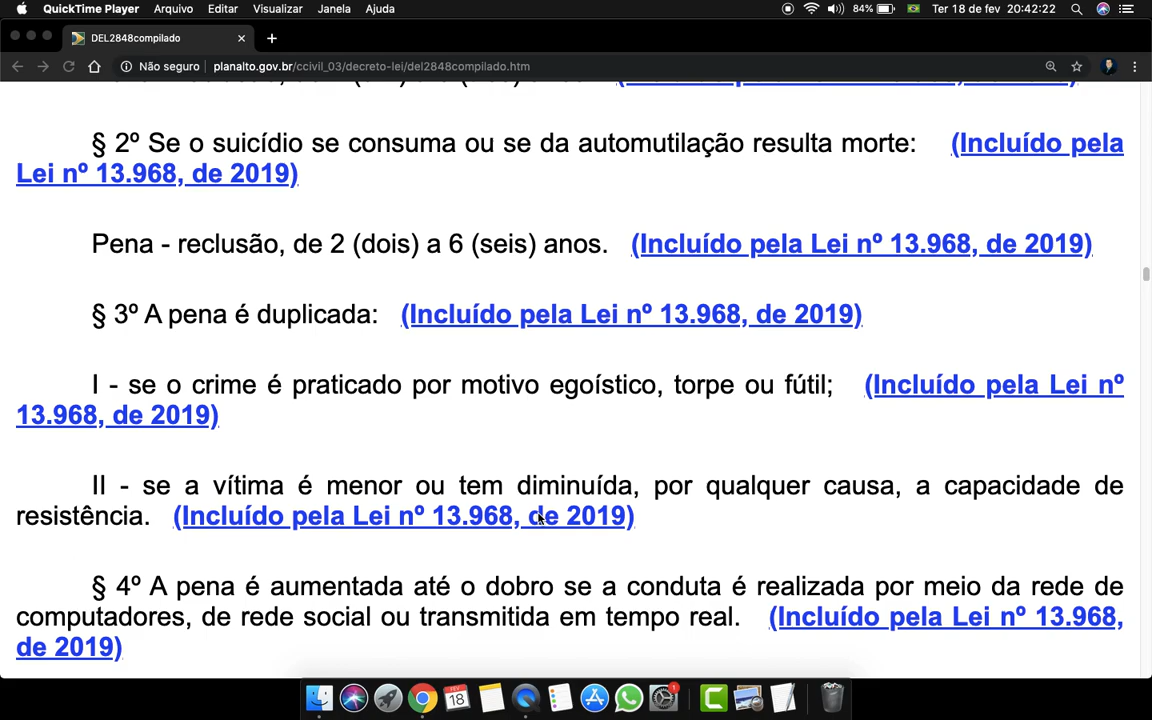 QuickTime Player Arquivo Editar Visualizar Janela Ajuda 84% Ter 18 de fev 20:42:22
DEL2848compilado
Não seguro planalto.gov.br/ccivil_03/decreto-lei/del2848compilado.htm
§ 2º Se o suicídio se consuma ou se da automutilação resulta morte: (Incluído pela
Lei nº 13.968, de 2019)
Pena - reclusão, de 2 (dois) a 6 (seis) anos. (Incluído pela Lei nº 13.968, de 2019)
§ 3º A pena é duplicada: (Incluído pela Lei nº 13.968, de 2019)
I - se o crime é praticado por motivo egoístico, torpe ou fútil; (Incluído pela Lei nº
13.968, de 2019)
II - se a vítima é menor ou tem diminuída, por qualquer causa, a capacidade de
resistência. (Incluído pela Lei nº 13.968, de 2019)
§ 4º A pena é aumentada até o dobro se a conduta é realizada por meio da rede de
computadores, de rede social ou transmitida em tempo real. (Incluído pela Lei nº 13.968,
de 2019)
FEV
18
1